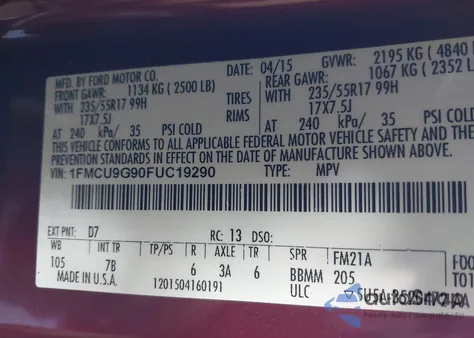 MFD. BY FORD MOTOR CO.
DATE: 04/15
GVWR: 2195 KG ( 4840
FRONT GAWR: 1134 KG ( 2500 LB)
REAR GAWR: 1067 KG ( 2352
WITH 235/55R17 99H TIRES WITH 235/55R17 99H
17X7.5J RIMS 17X7.5J
AT 240 kPa/ 35 PSI COLD AT 240 kPa/ 35 PSI COLD
THIS VEHICLE CONFORMS TO ALL APPLICABLE FEDERAL MOTOR VEHICLE SAFETY AND BUMPER
STANDARDS IN EFFECT ON THE DATE OF MANUFACTURE SHOWN ABOVE.
VIN: 1FMCU9G90FUC19290 TYPE: MPV
EXT PNT: D7 RC: 13 DSO:
WB INT TR TP/PS R AXLE TR SPR FM21A
105 7B 6 3A 6 BBMM 205
MADE IN U.S.A. 1201504160191 ULC